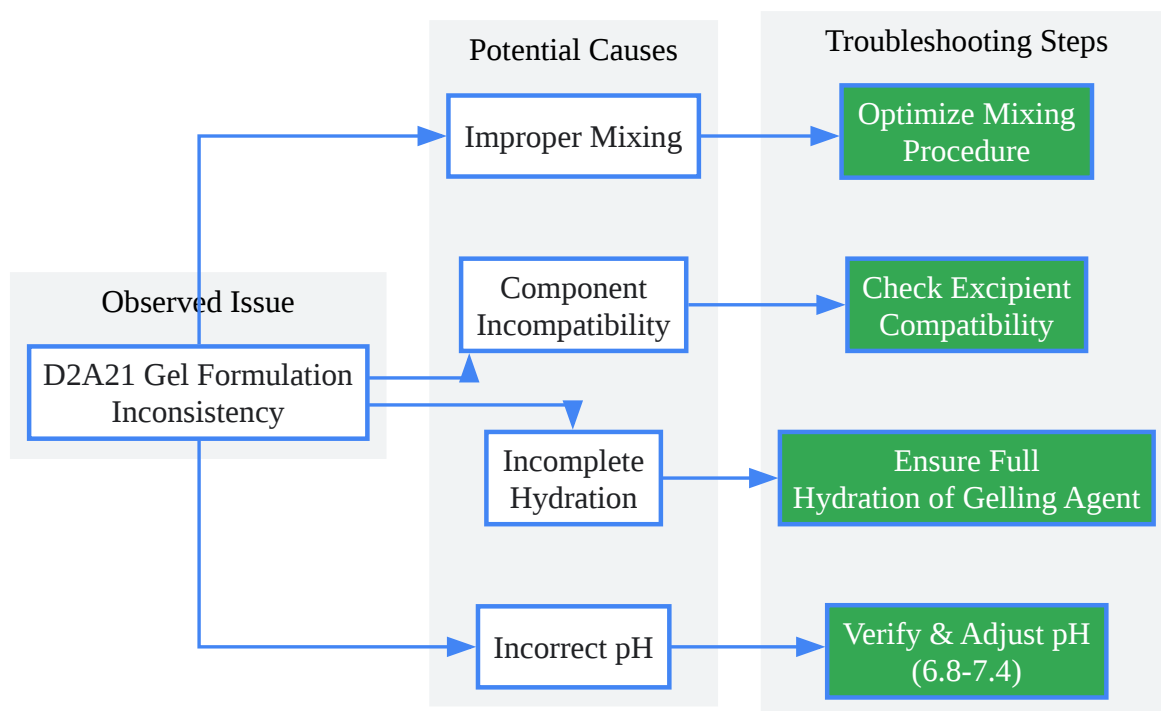 Potential Causes
Troubleshooting Steps
Improper Mixing
Optimize Mixing
Procedure
Observed Issue
D2A21 Gel Formulation
Inconsistency
Component
Incompatibility
Check Excipient
Compatibility
Incomplete
Hydration
Ensure Full
Hydration of Gelling Agent
Incorrect pH
Verify & Adjust pH
(6.8-7.4)